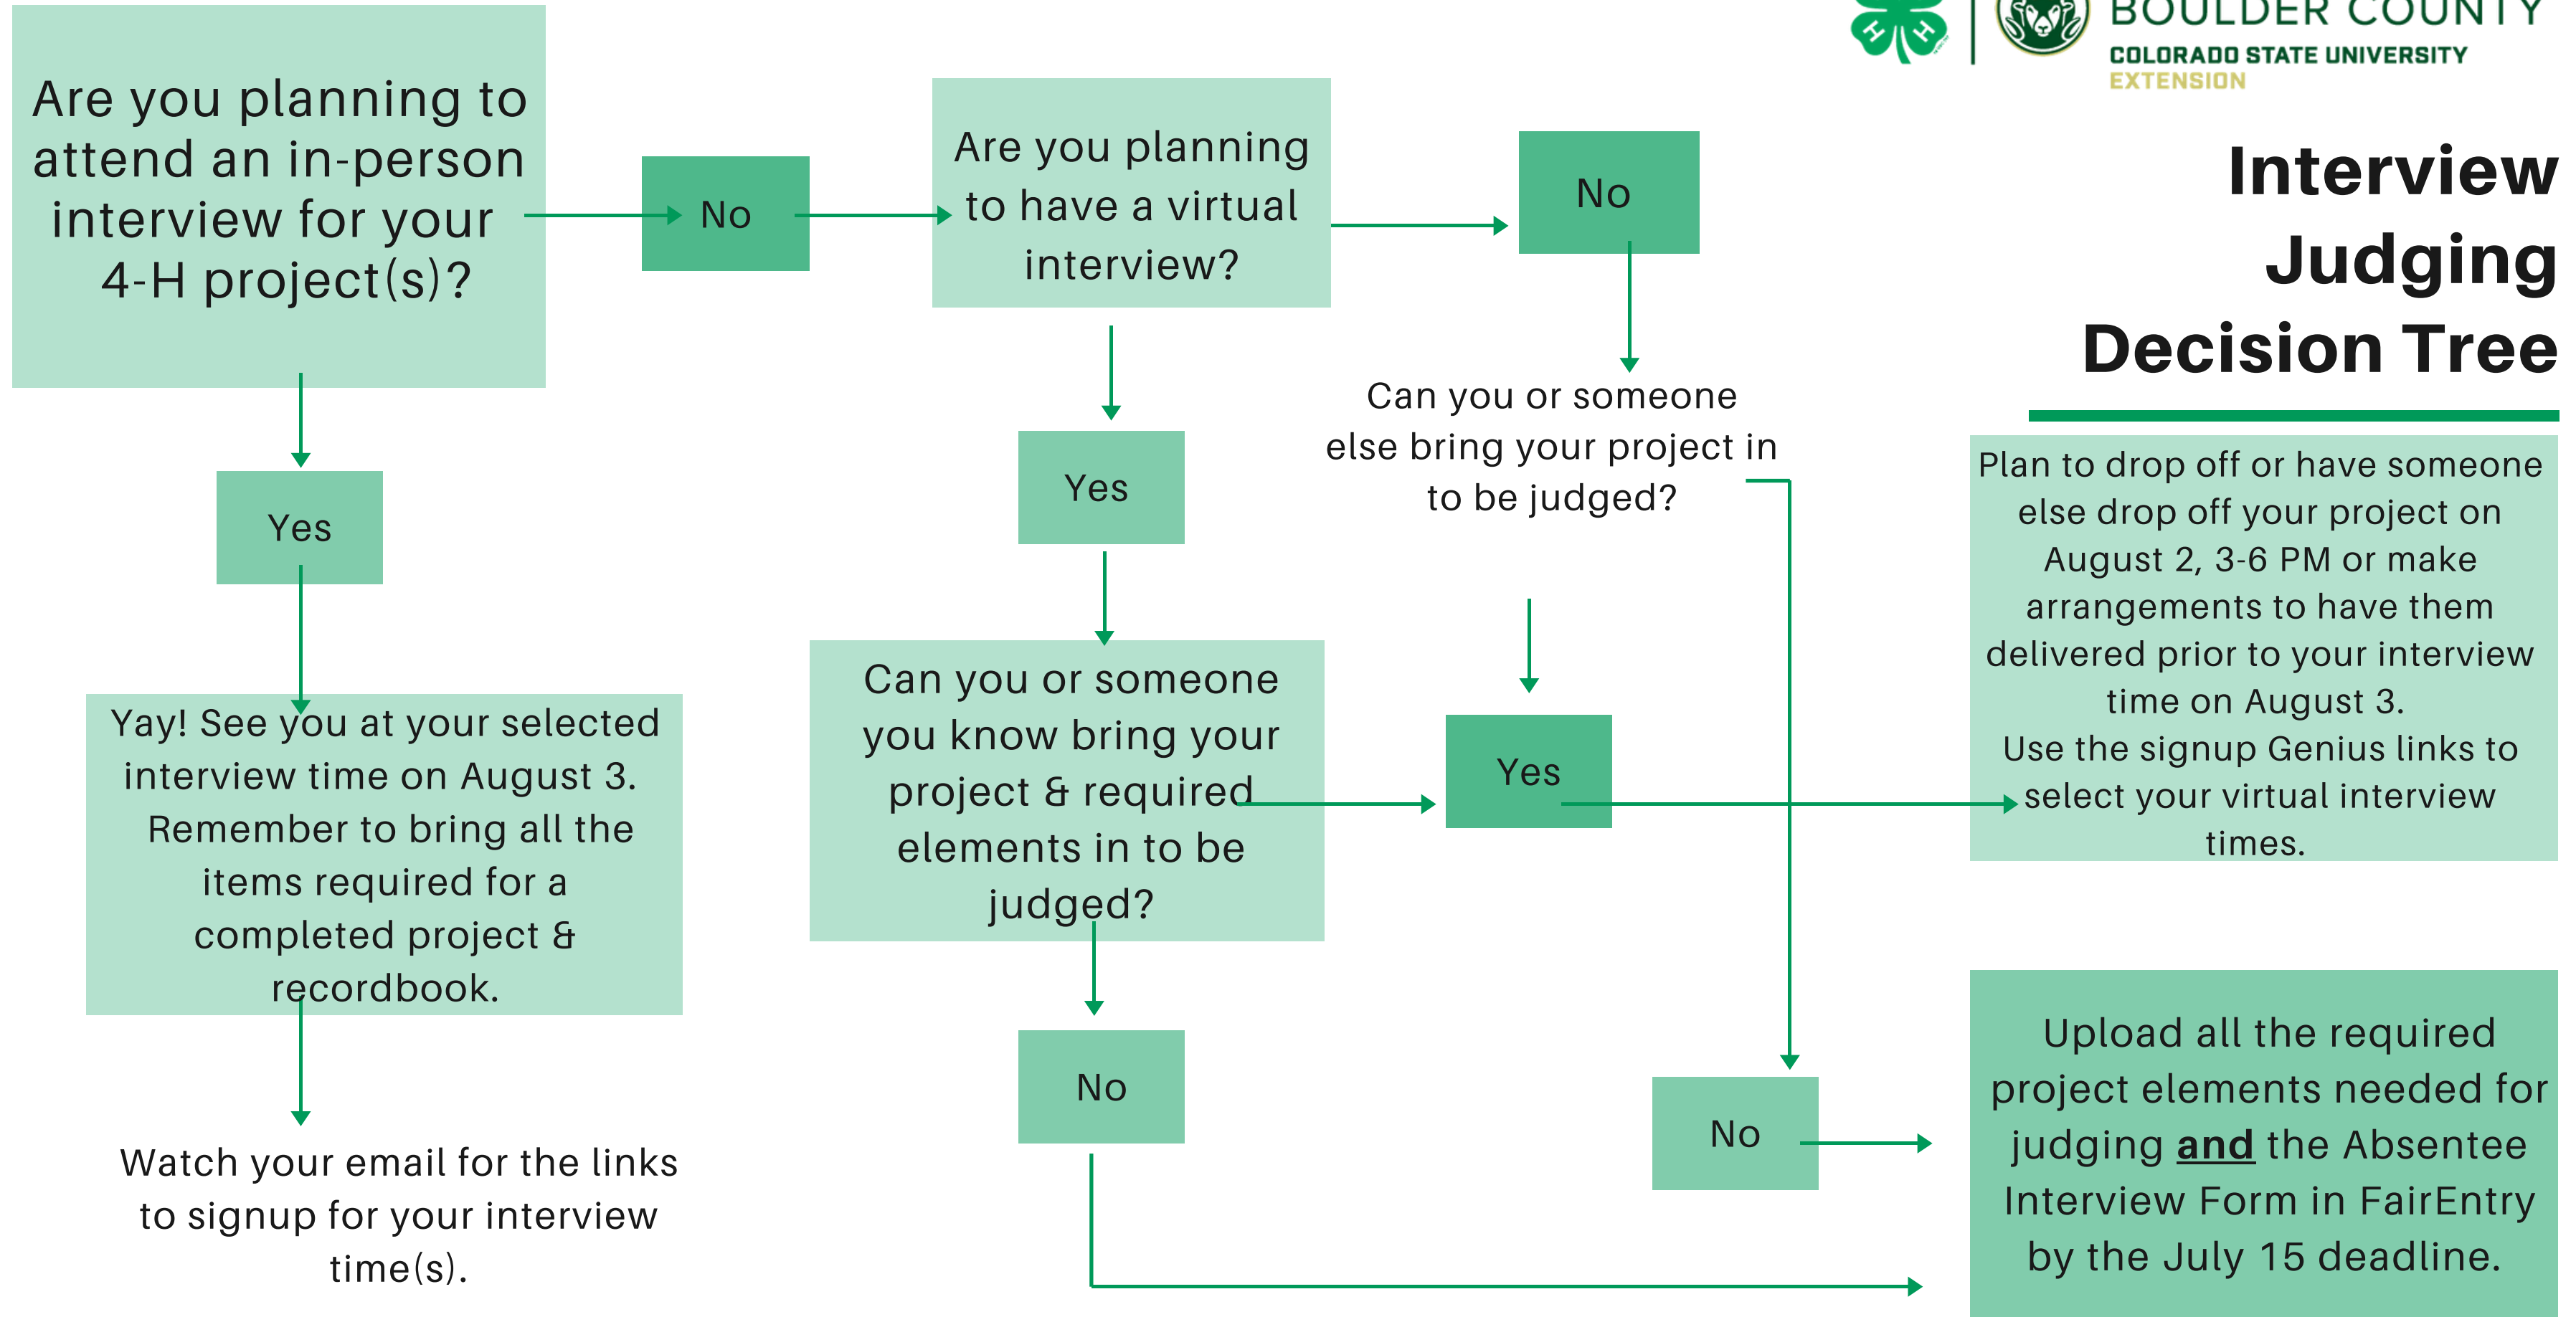 Are you planning to
attend an in-person
interview for your
4-H project(s)?
No
Are you planning
to have a virtual
interview?
No
H H
BOULDER COUNTY
COLORADO STATE UNIVERSITY
EXTENSION
Interview
Judging
Decision Tree
Yes
Yes
Can you or someone
else bring your project in
to be judged?
Plan to drop off or have someone
else drop off your project on
August 2, 3-6 PM or make
arrangements to have them
delivered prior to your interview
time on August 3.
Use the signup Genius links to
select your virtual interview
times.
Yay! See you at your selected
interview time on August 3.
Remember to bring all the
items required for a
completed project &
recordbook.
Can you or someone
you know bring your
project & required
elements in to be
judged?
Yes
No
No
Upload all the required
project elements needed for
judging and the Absentee
Interview Form in FairEntry
by the July 15 deadline.
Watch your email for the links
to signup for your interview
time(s).